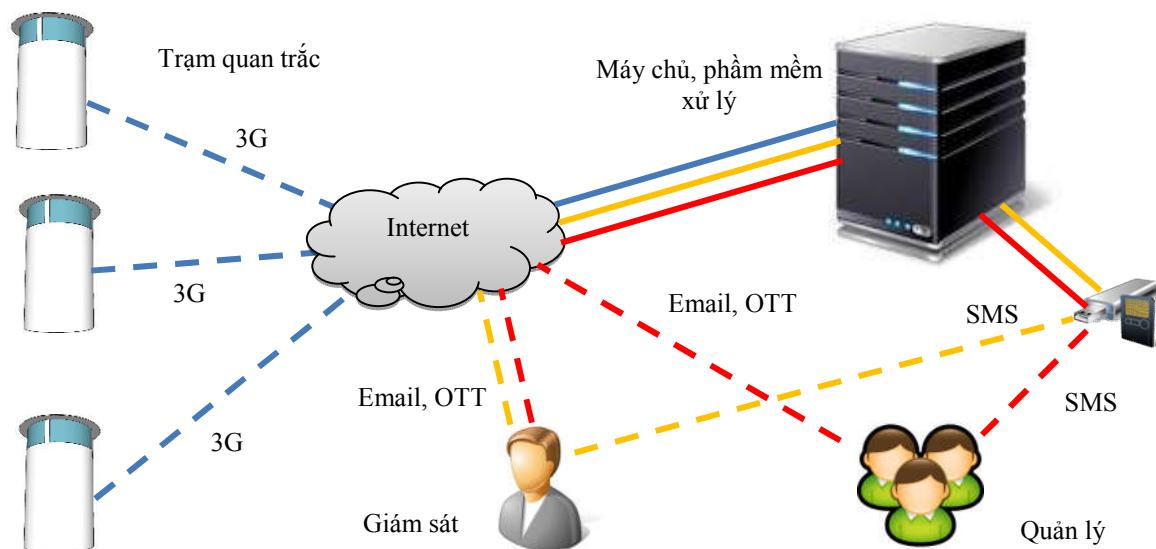 Trạm quan trắc
Máy chủ, phầm mềm
xử lý
3G
Internet
3G
Email, OTT
SMS
Email, OTT
SMS
3G
Giám sát
Quản lý